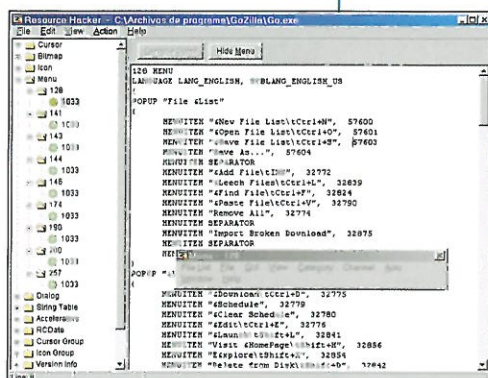 Resource Hacker - C:\Archivos de programa\GoZilla\Go.exe
File Edit View Action Help
Hide Menu
Cursor
Bitmap
Icon
Menu
128
1033
141
1033
143
1033
144
1033
146
1033
174
1033
190
1033
200
1033
257
1033
Dialog
String Table
Accelerators
RCData
Cursor Group
Icon Group
Version Info
128 MENU
LANGUAGE LANG_ENGLISH,
{
POPUP "File &List"
{
MENUITEM "&New File List\tCtrl+N", 57600
MENUITEM "&Open File List\tCtrl+O", 57601
MENUITEM "&Save File List\tCtrl+S", 57603
MENUITEM "Save As...", 57604
MENUITEM SEPARATOR
MENUITEM "&Add File\t 32772
MENUITEM "&Leech Files\tCtrl+L", 32839
MENUITEM "&Find File\tCtrl+F", 32824
MENUITEM "&Paste File\tCtrl+V", 32790
MENUITEM "Remove All", 32774
MENUITEM SEPARATOR
MENUITEM "Import Broken Download", 32875
MENUITEM SEPARATOR
}
POPUP
{
MENUITEM "&Download\tCtrl+D", 32775
MENUITEM "&Schedule", 32779
MENUITEM "&Clear Schedule", 32780
MENUITEM "&Edit\tCtrl+E", 32776
MENUITEM "&Launch\tShift+L", 32841
MENUITEM "Visit &HomePage\tShift+H", 32856
MENUITEM "E&xplore\tShift+X", 32854
MENUITEM "Delete from Disk\tShift+D", 32842